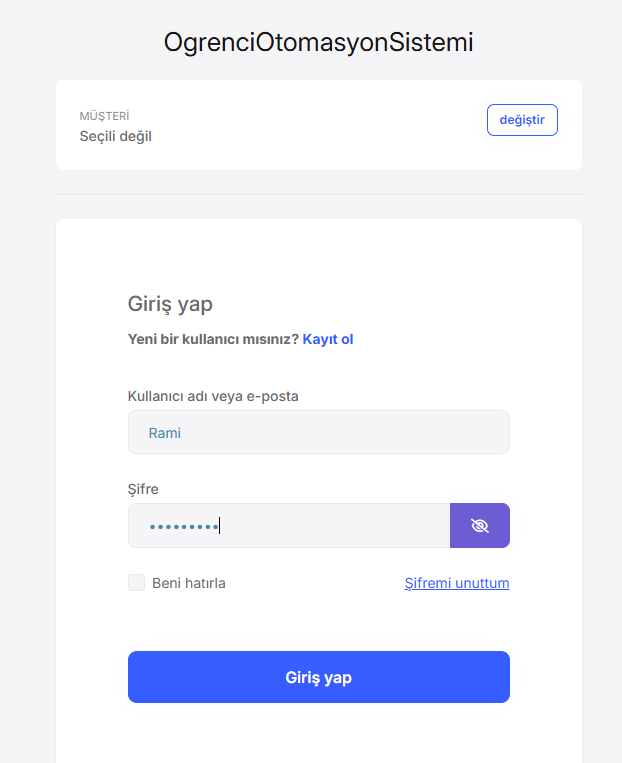 OgrenciOtomasyonSistemi
MÜŞTERİ
Seçili değil
değiştir
Giriş yap
Yeni bir kullanıcı mısınız? Kayıt ol
Kullanıcı adı veya e-posta
Rami
Şifre
•••••••••
Beni hatırla
Şifremi unuttum
Giriş yap